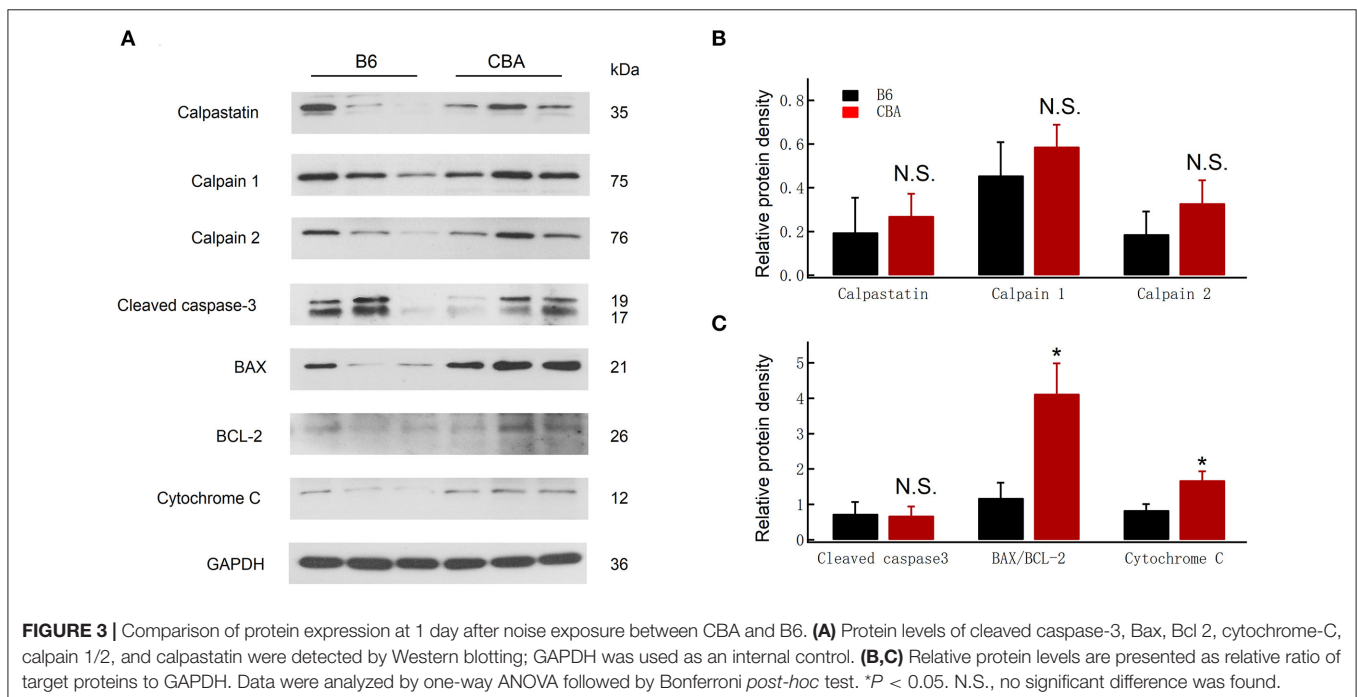 A
B6 CBA kDa
Calpastatin 35
Calpain 1 75
Calpain 2 76
Cleaved caspase-3 19
17
BAX 21
BCL-2 26
Cytochrome C 12
GAPDH 36
B
Relative protein density
0.8
0.6
0.4
0.2
0.0
B6
CBA
N.S.
N.S.
N.S.
Calpastatin Calpain 1 Calpain 2
C
Relative protein density
5
4
3
2
1
0
N.S.
*
*
Cleaved caspase3 BAX/BCL-2 Cytochrome C
FIGURE 3 | Comparison of protein expression at 1 day after noise exposure between CBA and B6. (A) Protein levels of cleaved caspase-3, Bax, Bcl 2, cytochrome-C,
calpain 1/2, and calpastatin were detected by Western blotting; GAPDH was used as an internal control. (B,C) Relative protein levels are presented as relative ratio of
target proteins to GAPDH. Data were analyzed by one-way ANOVA followed by Bonferroni post-hoc test. *P < 0.05. N.S., no significant difference was found.